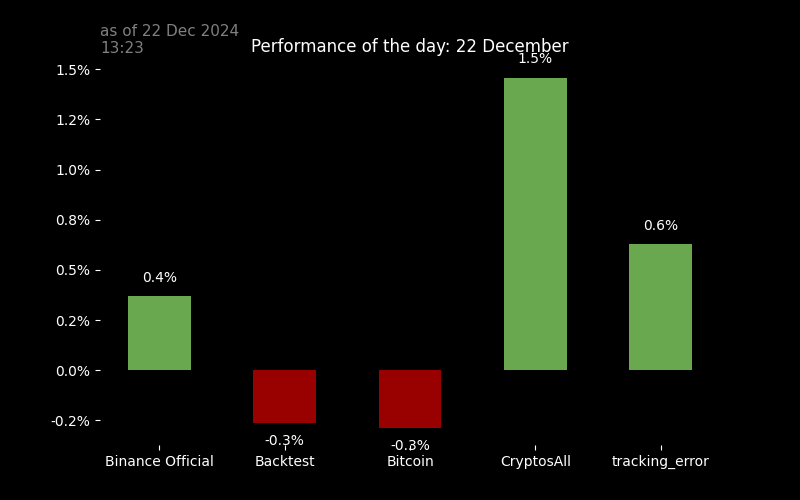 as of 22 Dec 2024
13:23
Performance of the day: 22 December
1.5%
1.5%
1.2%
1.0%
0.8%
0.6%
0.5%
0.4%
0.2%
0.0%
-0.2%
-0.3%
-0.3%
Binance Official
Backtest
Bitcoin
CryptosAll
tracking_error